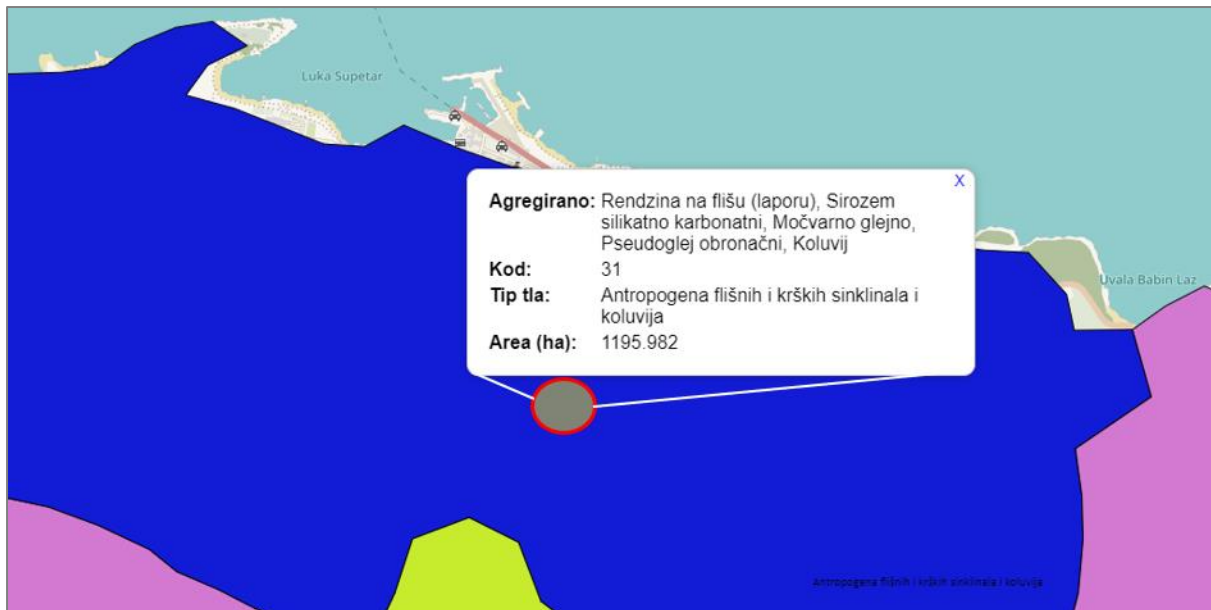 Luka Supetar
X
Agregirano: Rendzina na flišu (laporu), Sirozem
silikatno karbonatni, Močvarno glejno,
Pseudoglej obronačni, Koluvij
Kod: 31
Tip tla: Antropogena flišnih i krških sinklinala i
koluvija
Area (ha): 1195.982
Uvala Babin Laz
Antropogena flišnih i krških sinklinala i koluvija